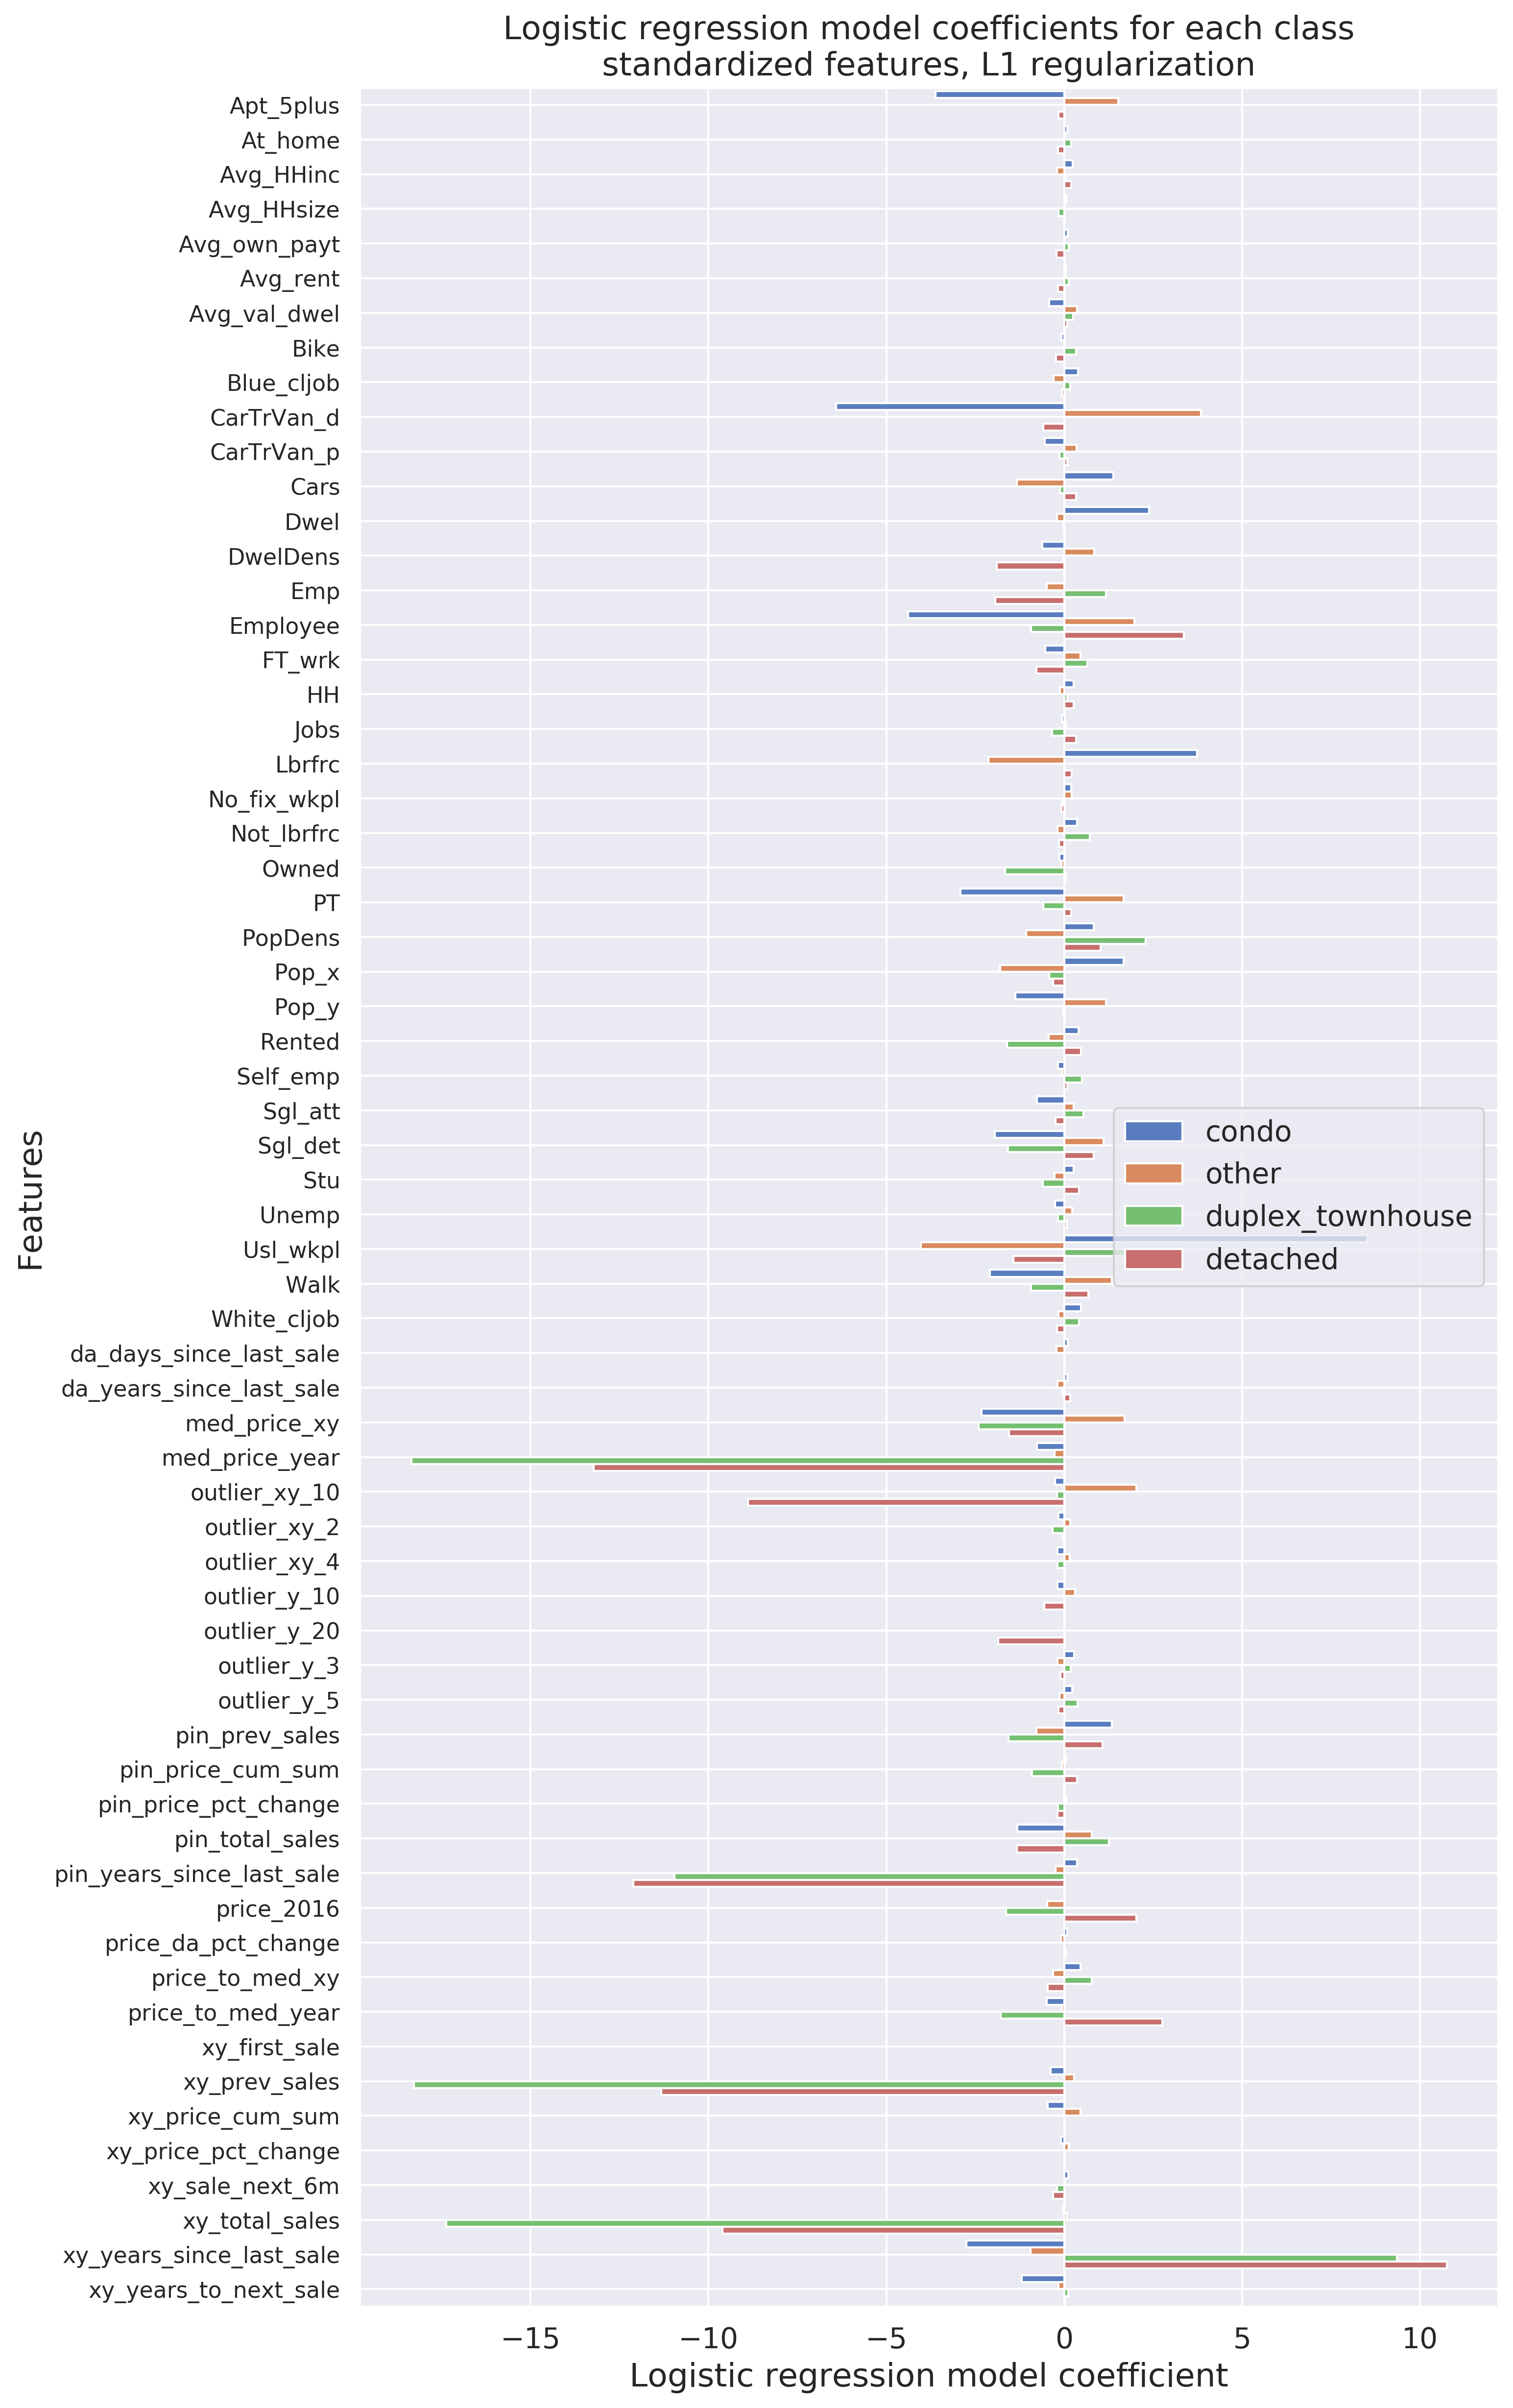 Logistic regression model coefficients for each class
standardized features, L1 regularization
Apt_5plus
At_home
Avg_HHinc
Avg_HHsize
Avg_own_payt
Avg_rent
Avg_val_dwel
Bike
Blue_cljob
CarTrVan_d
CarTrVan_p
Cars
Dwel
DwelDens
Emp
Employee
FT_wrk
HH
Jobs
Lbrfrc
No_fix_wkpl
Not_lbrfrc
Owned
PT
PopDens
Pop_x
Pop_y
Rented
Self_emp
Sgl_att
Sgl_det
Stu
Unemp
Usl_wkpl
Walk
White_cljob
da_days_since_last_sale
da_years_since_last_sale
med_price_xy
med_price_year
outlier_xy_10
outlier_xy_2
outlier_xy_4
outlier_y_10
outlier_y_20
outlier_y_3
outlier_y_5
pin_prev_sales
pin_price_cum_sum
pin_price_pct_change
pin_total_sales
pin_years_since_last_sale
price_2016
price_da_pct_change
price_to_med_xy
price_to_med_year
xy_first_sale
xy_prev_sales
xy_price_cum_sum
xy_price_pct_change
xy_sale_next_6m
xy_total_sales
xy_years_since_last_sale
xy_years_to_next_sale
Features
condo
other
duplex_townhouse
detached
−15 −10 −5 0 5 10
Logistic regression model coefficient